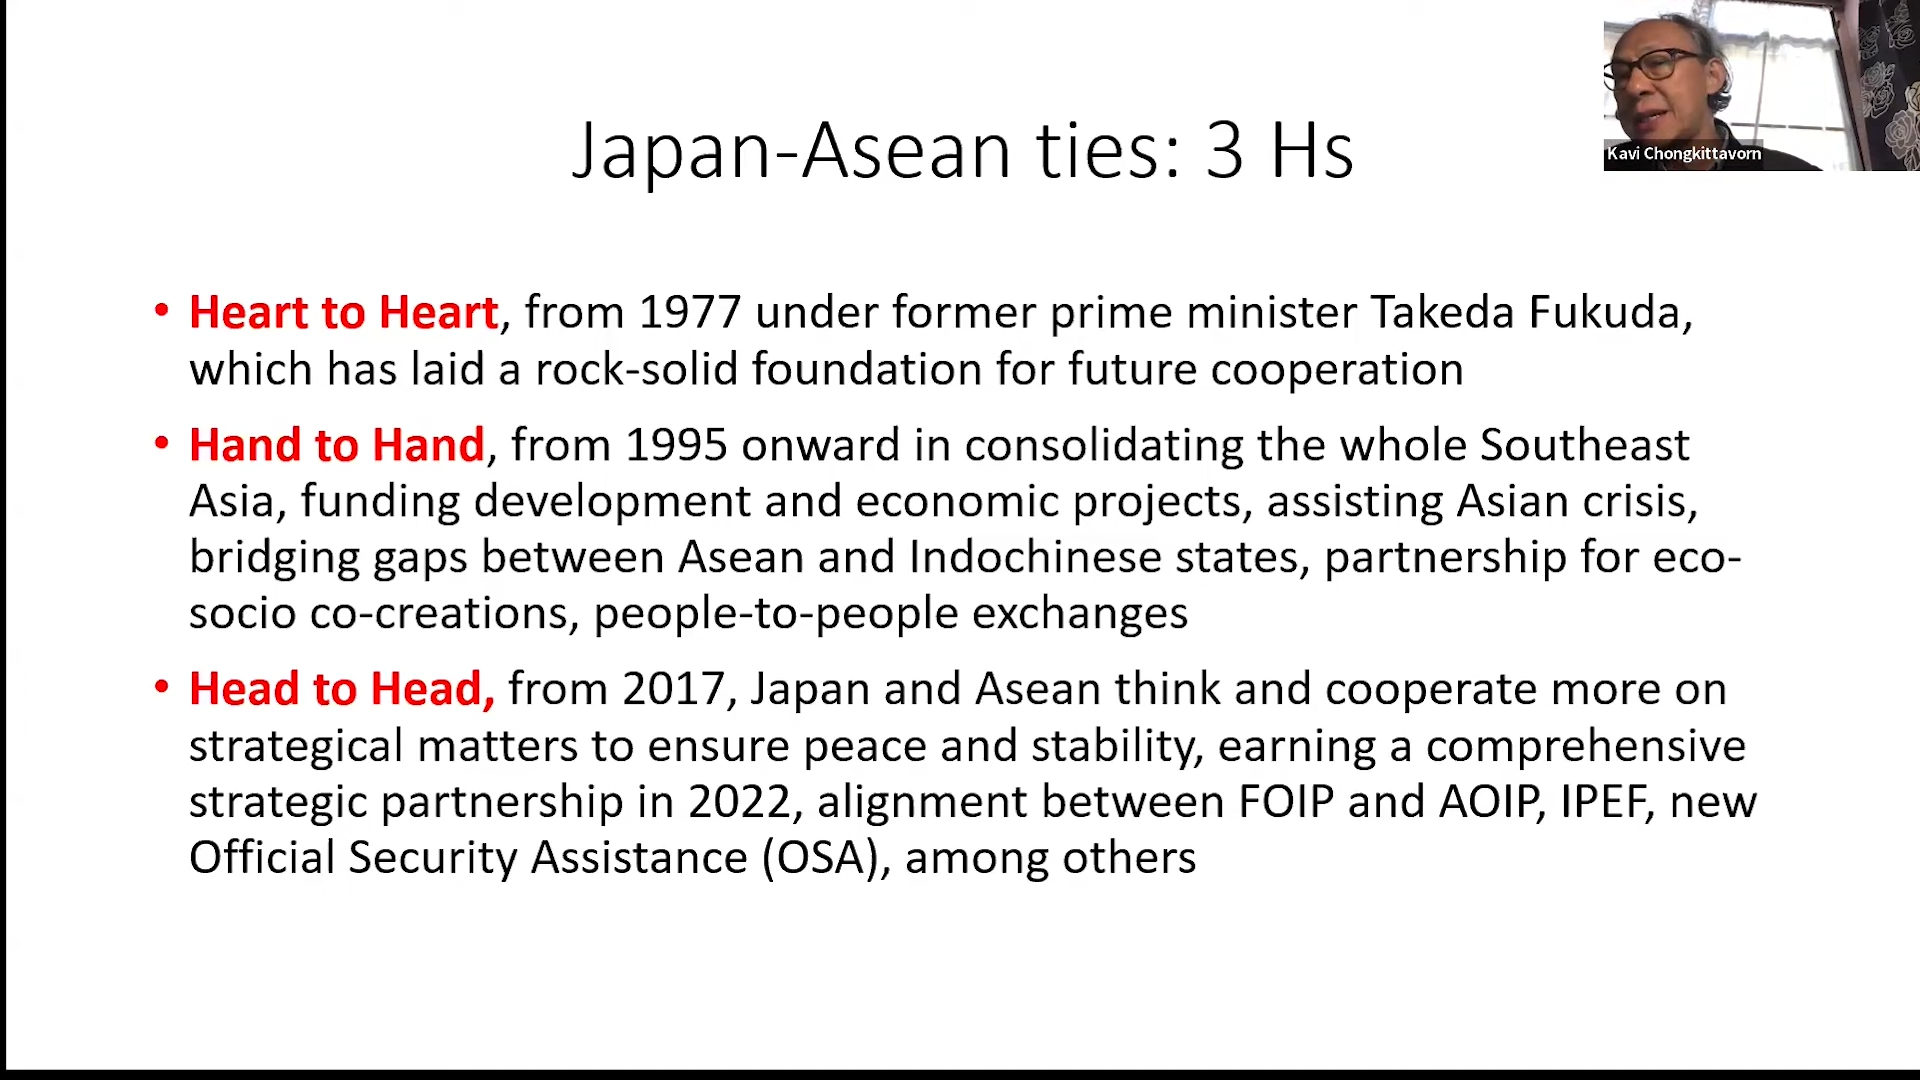 Japan-Asean ties: 3 Hs
Kavi Chongkittavorn
• Heart to Heart, from 1977 under former prime minister Takeda Fukuda,
which has laid a rock-solid foundation for future cooperation
• Hand to Hand, from 1995 onward in consolidating the whole Southeast
Asia, funding development and economic projects, assisting Asian crisis,
bridging gaps between Asean and Indochinese states, partnership for eco-
socio co-creations, people-to-people exchanges
• Head to Head, from 2017, Japan and Asean think and cooperate more on
strategical matters to ensure peace and stability, earning a comprehensive
strategic partnership in 2022, alignment between FOIP and AOIP, IPEF, new
Official Security Assistance (OSA), among others